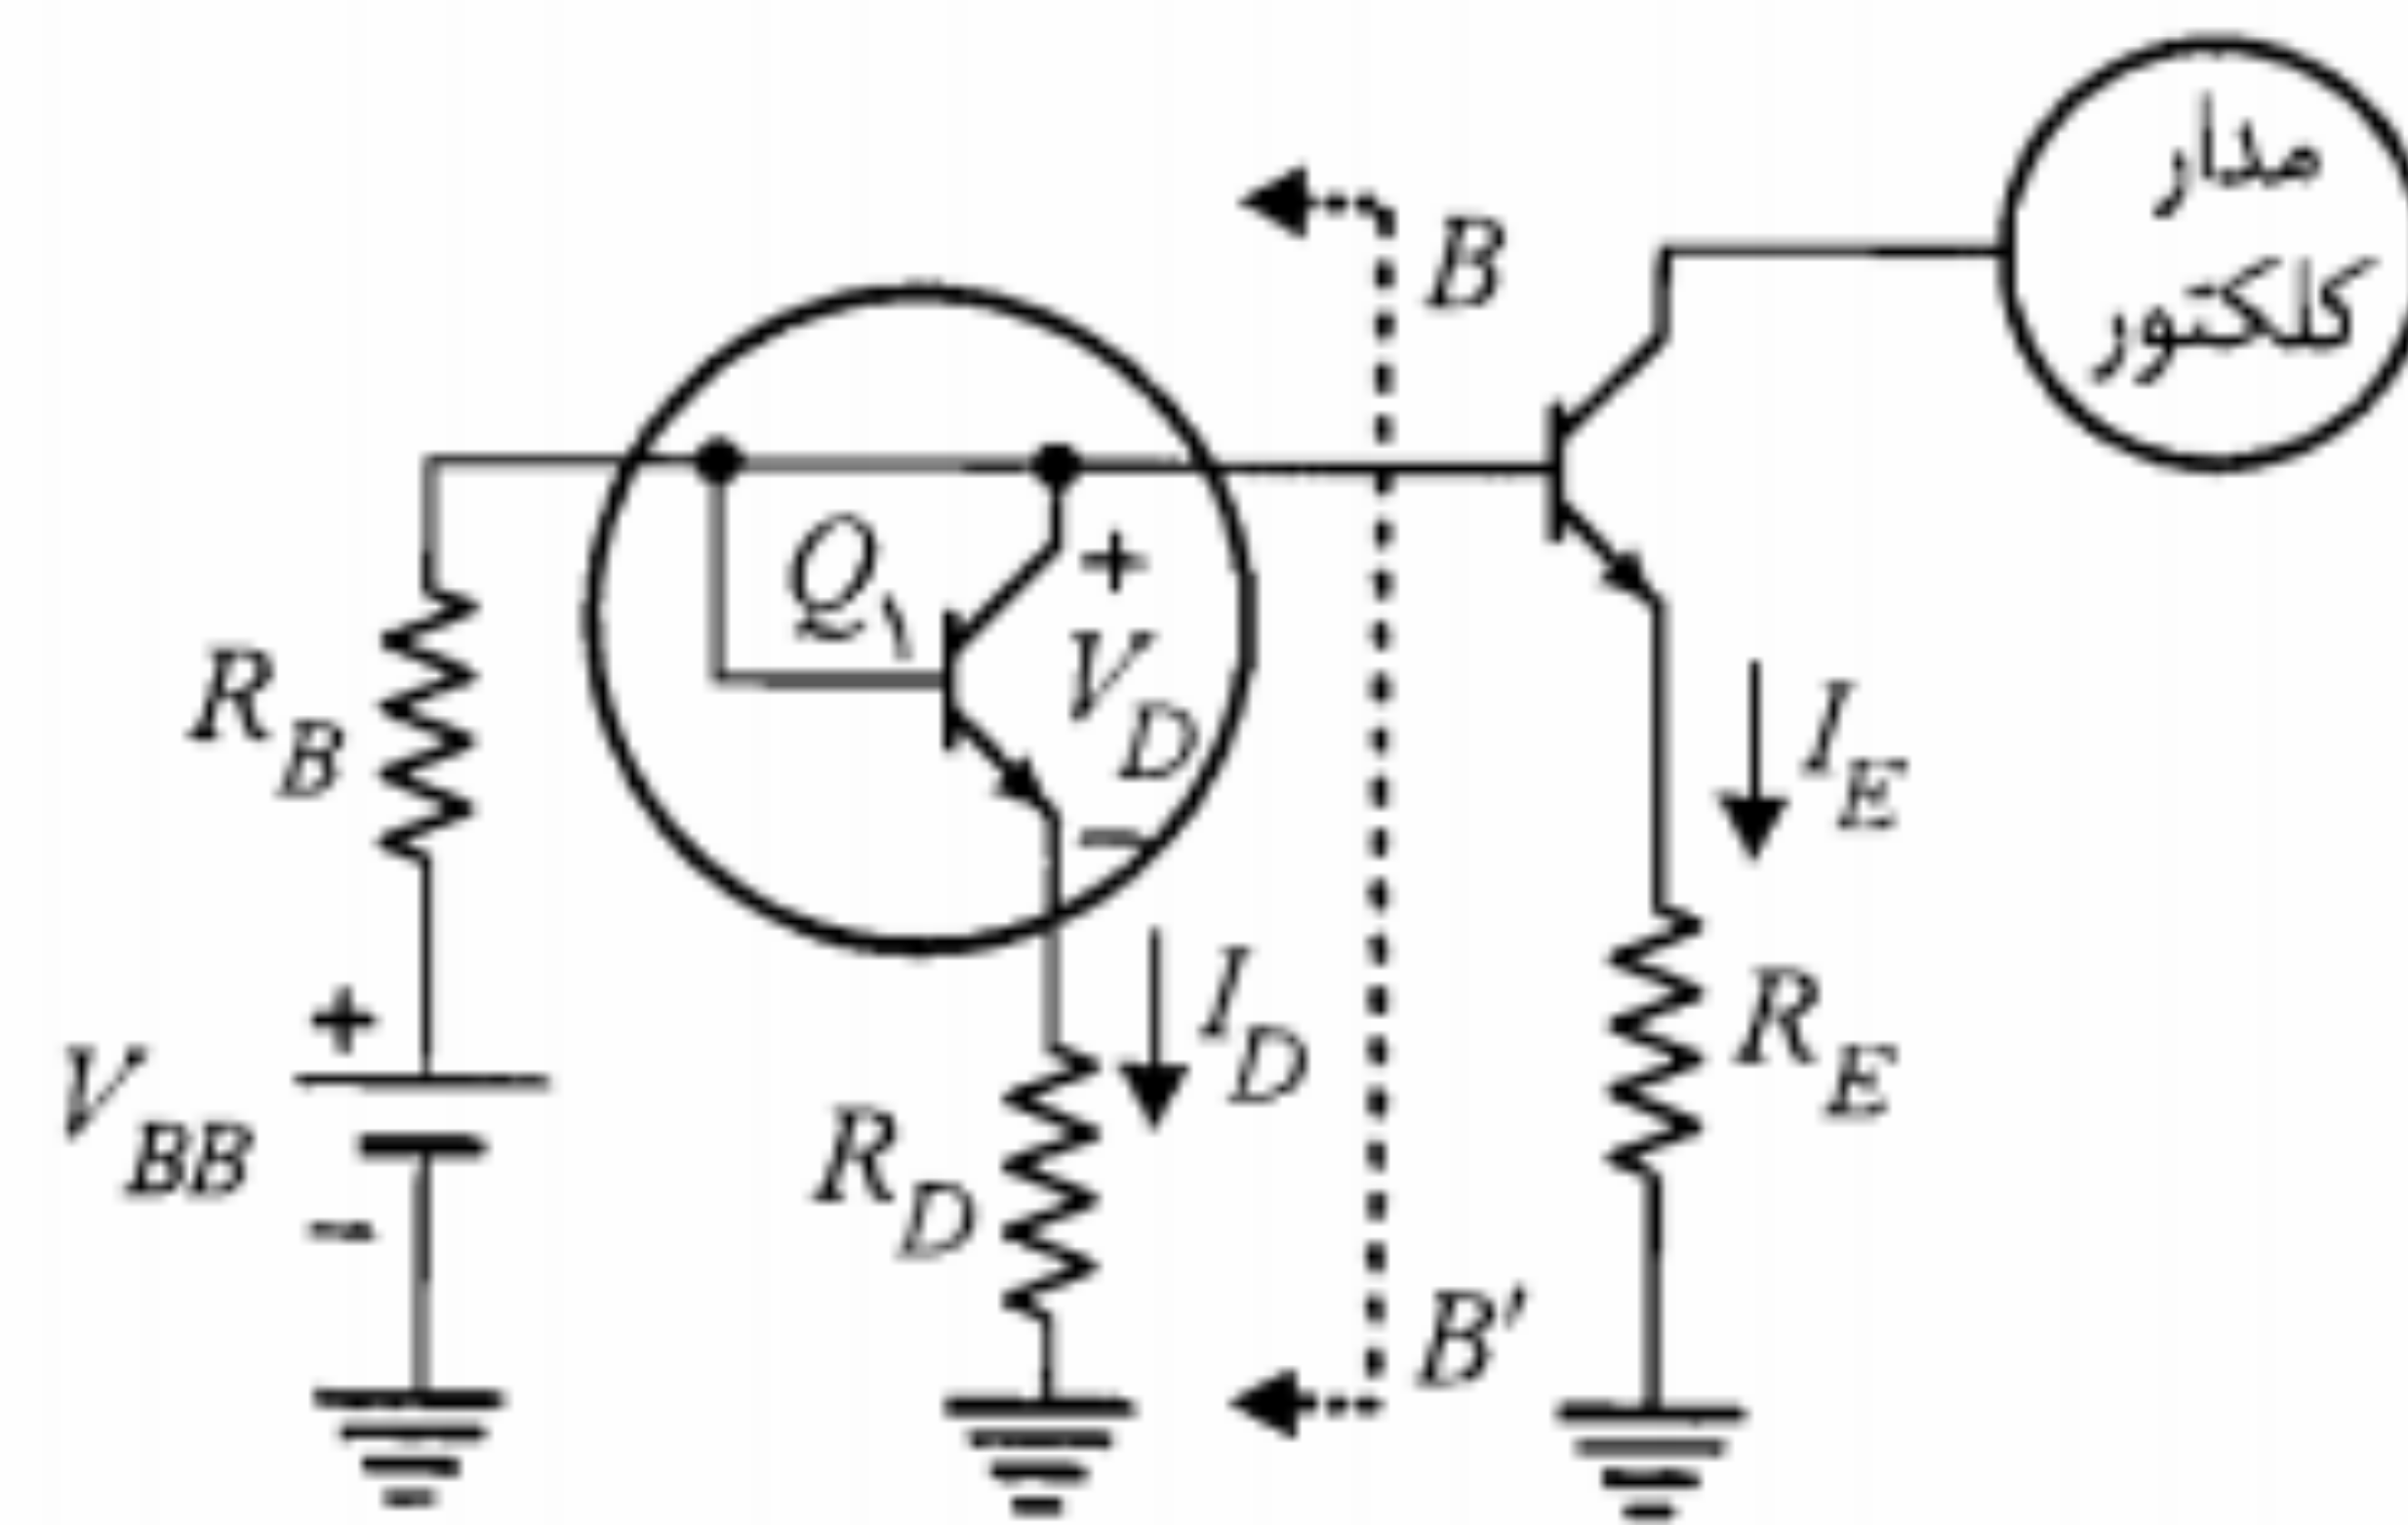 مدار
کلکتور
B
Q۱
+
V_D
−
R_B
I_E
+
V_BB
−
I_D
R_D
R_E
B'